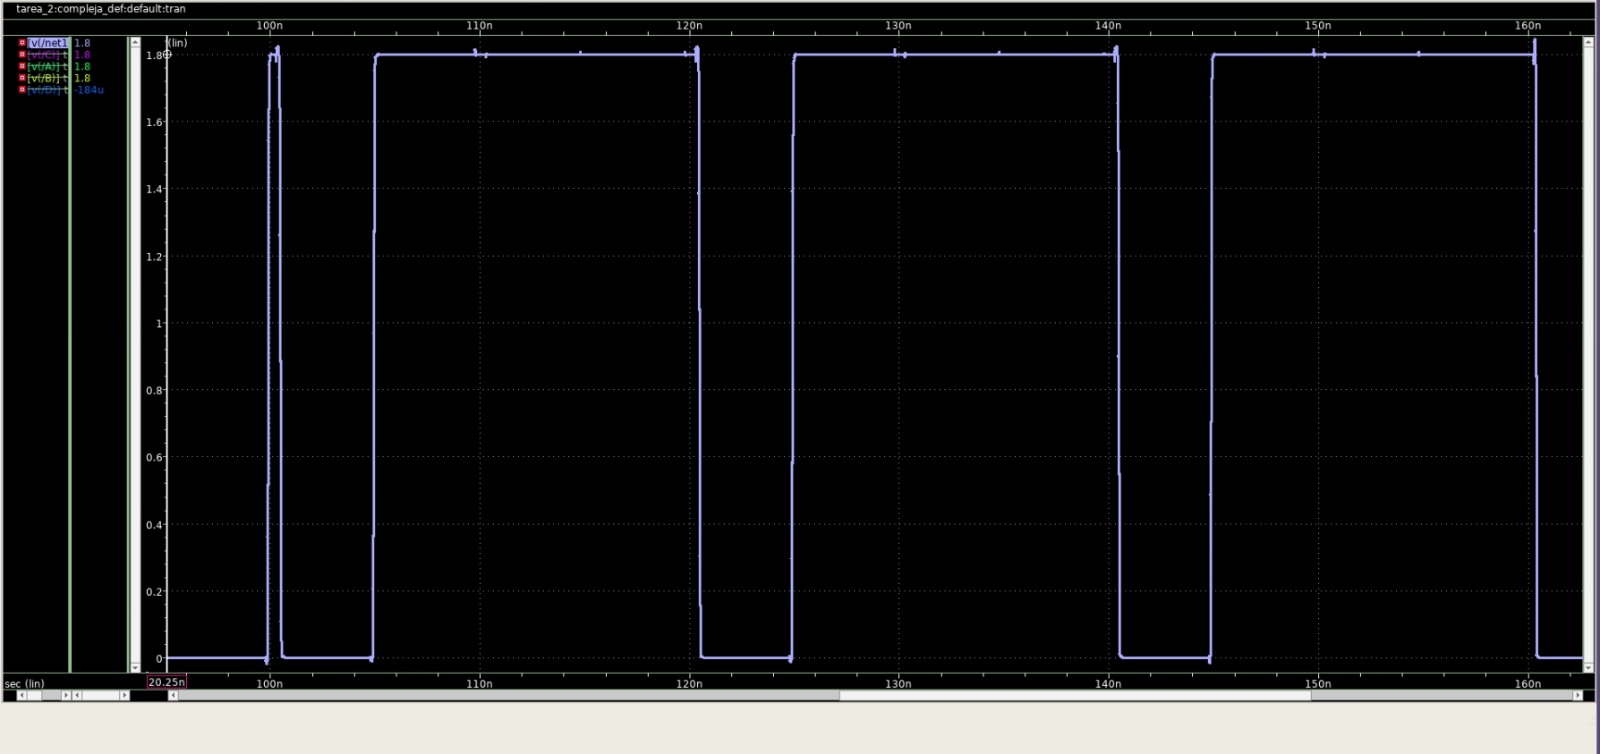 tarea_2:compleja_def:default:tran
100n 110n 120n 130n 140n 150n 160n
[v(/net1 1.8
[v(/C)] t 1.8
[v(/A)] t 1.8
[v(/B)] t 1.8
[v(/D)] t -184u
(lin)
1.8
1.6
1.4
1.2
1
0.8
0.6
0.4
0.2
0
sec (lin) 20.25n 100n 110n 120n 130n 140n 150n 160n